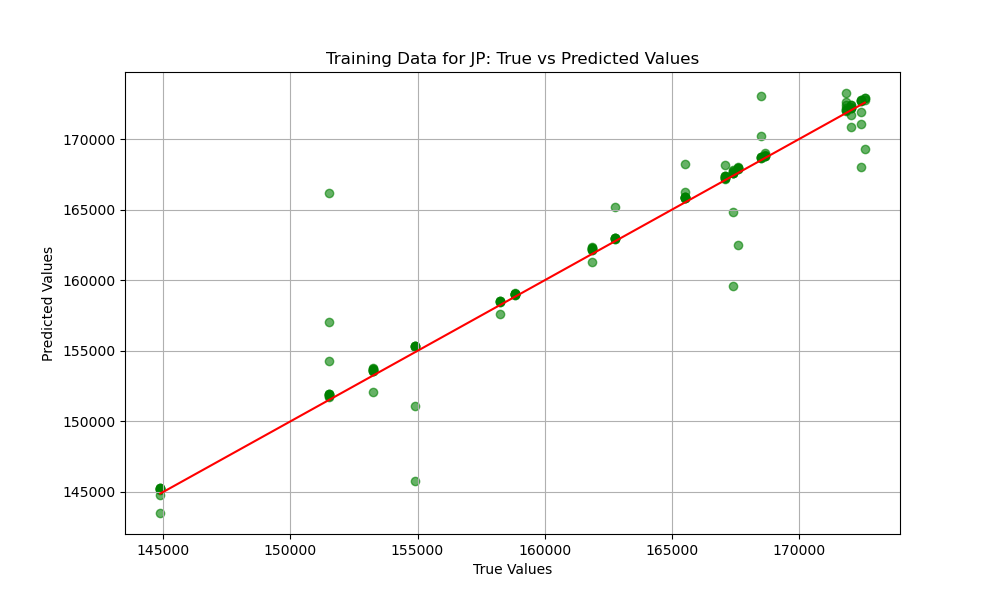 Training Data for JP: True vs Predicted Values
Predicted Values
170000
165000
160000
155000
150000
145000
145000 150000 155000 160000 165000 170000
True Values